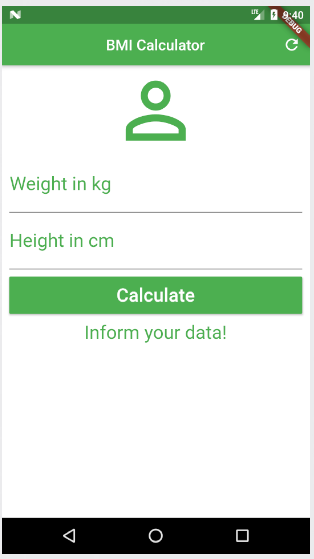 LTE 9:40
DEBUG
BMI Calculator
Weight in kg
Height in cm
Calculate
Inform your data!